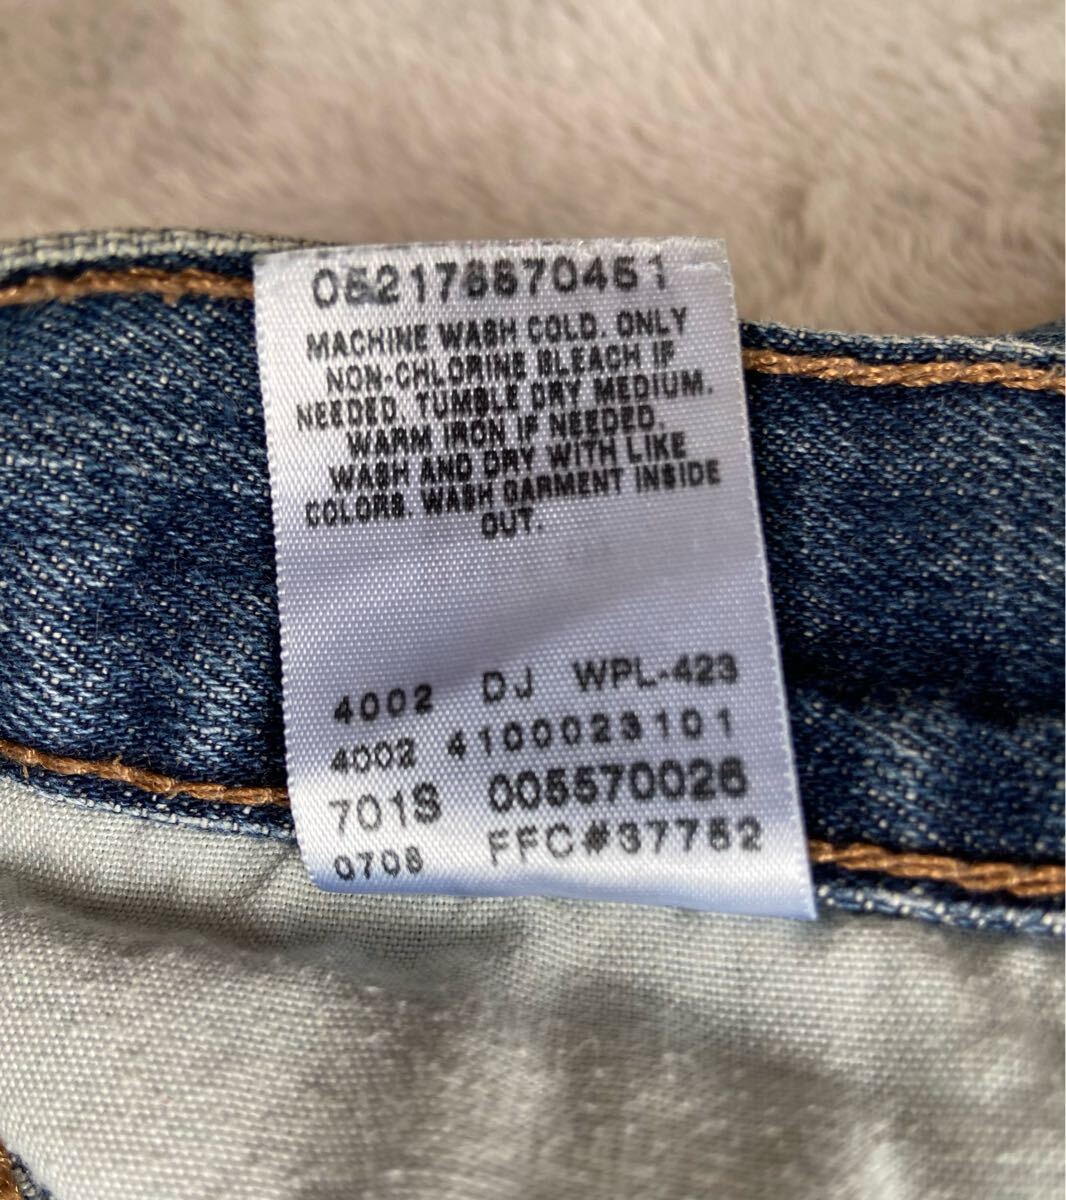 052176670451
MACHINE WASH COLD. ONLY
NON-CHLORINE BLEACH IF
NEEDED. TUMBLE DRY MEDIUM.
WARM IRON IF NEEDED.
WASH AND DRY WITH LIKE
COLORS. WASH GARMENT INSIDE
OUT.
4002 DJ WPL-423
4002 4100023101
701S 005570026
0708 FFC#37752